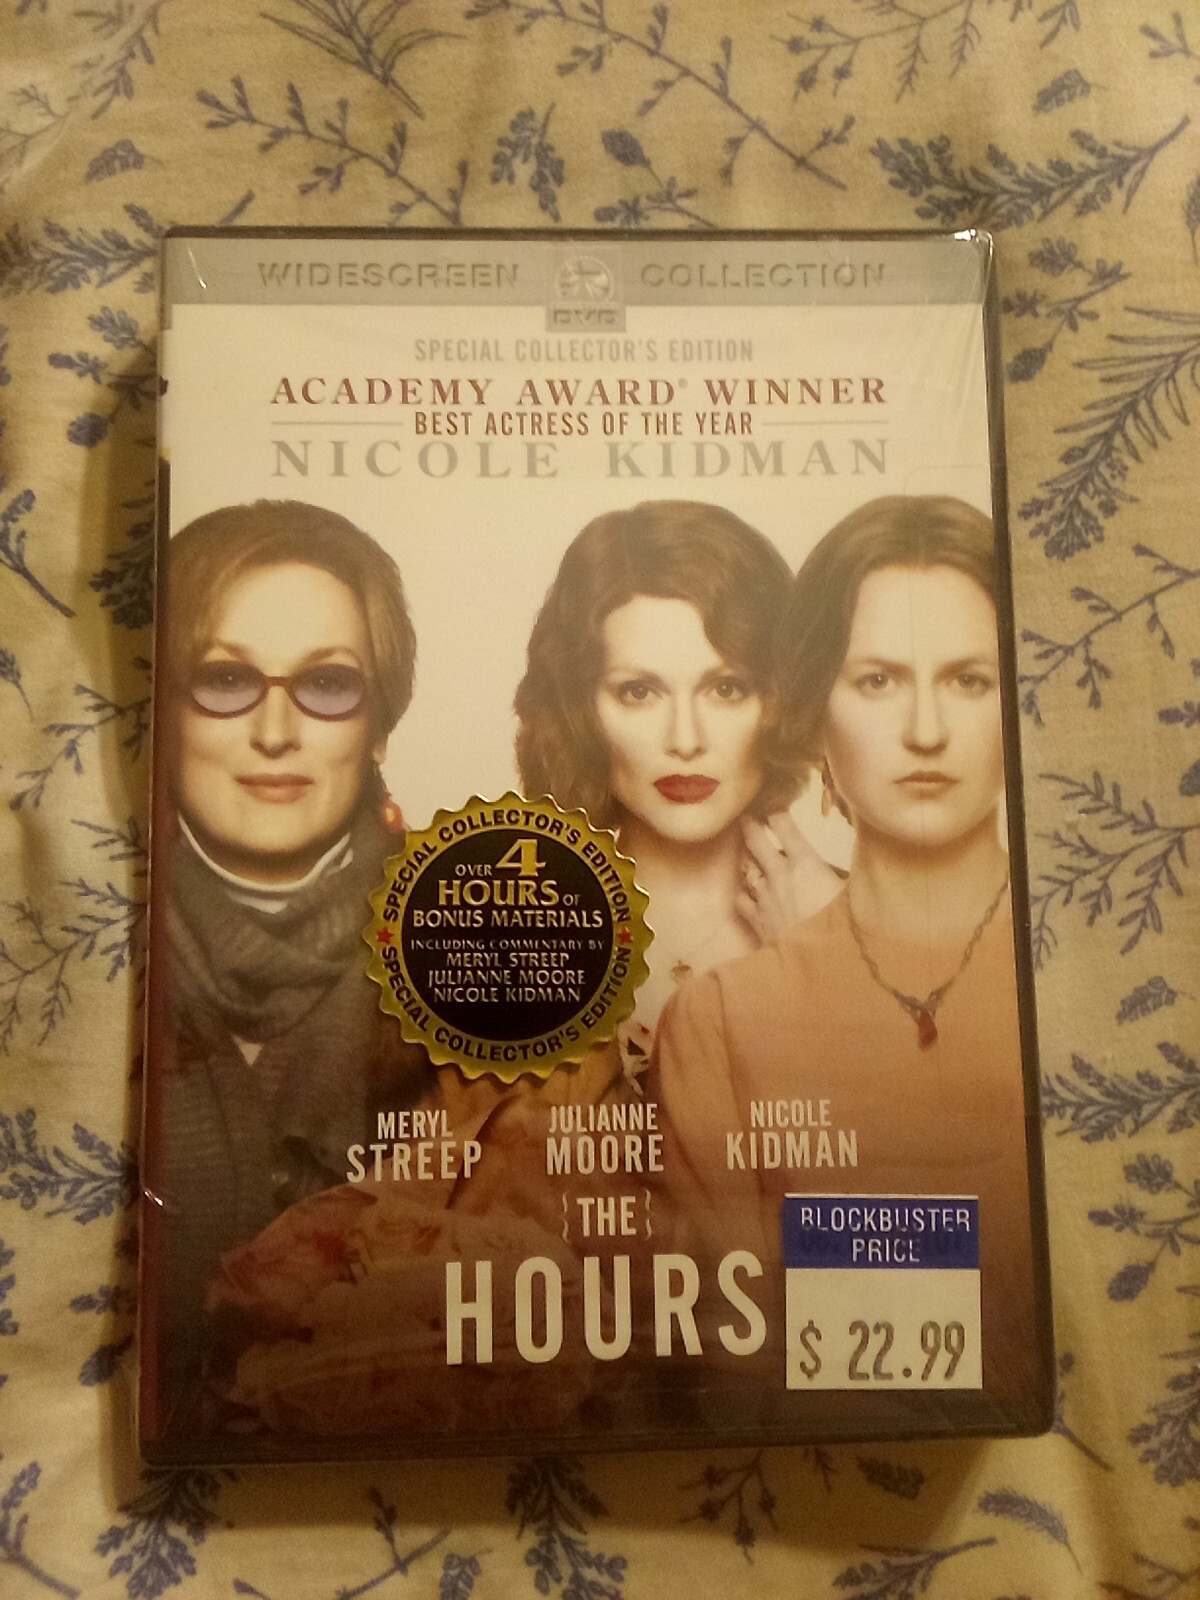 WIDESCREEN COLLECTION
DVD
SPECIAL COLLECTOR'S EDITION
ACADEMY AWARD® WINNER
BEST ACTRESS OF THE YEAR
NICOLE KIDMAN
SPECIAL COLLECTOR'S EDITION
OVER 4
HOURS OF
BONUS MATERIALS
INCLUDING COMMENTARY BY
MERYL STREEP
JULIANNE MOORE
NICOLE KIDMAN
SPECIAL COLLECTOR'S EDITION
MERYL STREEP
JULIANNE MOORE
NICOLE KIDMAN
{THE}
HOURS
BLOCKBUSTER
PRICE
$ 22.99